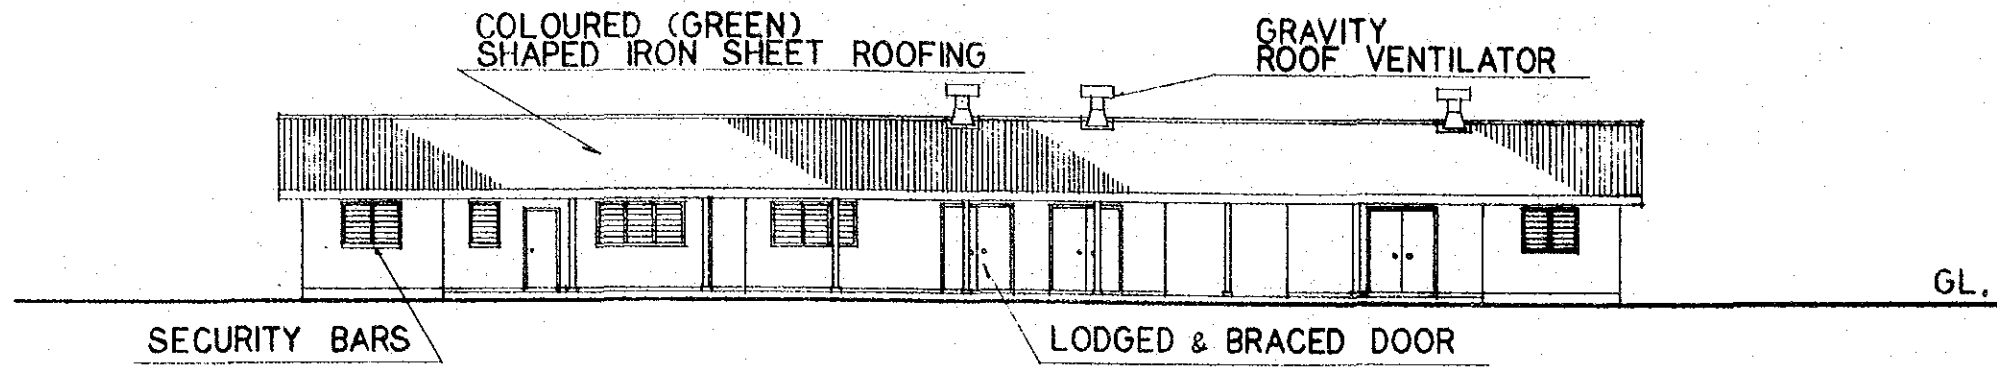 COLOURED (GREEN)
SHAPED IRON SHEET ROOFING
GRAVITY
ROOF VENTILATOR
GL.
SECURITY BARS
LODGED & BRACED DOOR